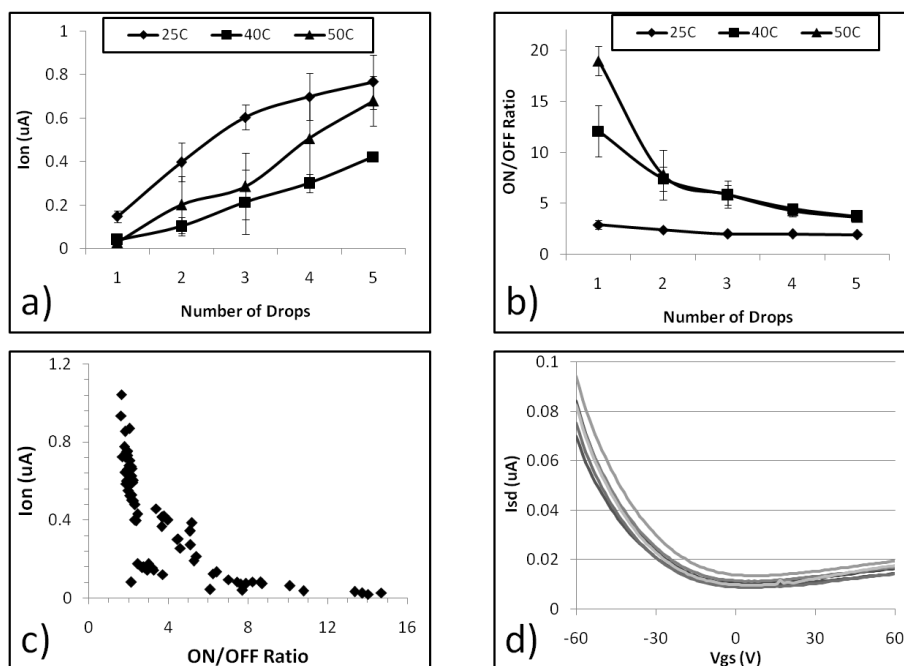 25C 40C 50C
1
0.8
0.6
0.4
0.2
0
Ion (uA)
1 2 3 4 5
Number of Drops
a)
25C 40C 50C
20
15
10
5
0
ON/OFF Ratio
1 2 3 4 5
Number of Drops
b)
1.2
0.8
0.4
0
Ion (uA)
0 4 8 12 16
ON/OFF Ratio
c)
0.1
0.08
0.06
0.04
0.02
0
Isd (uA)
-60 -30 0 30 60
Vgs (V)
d)